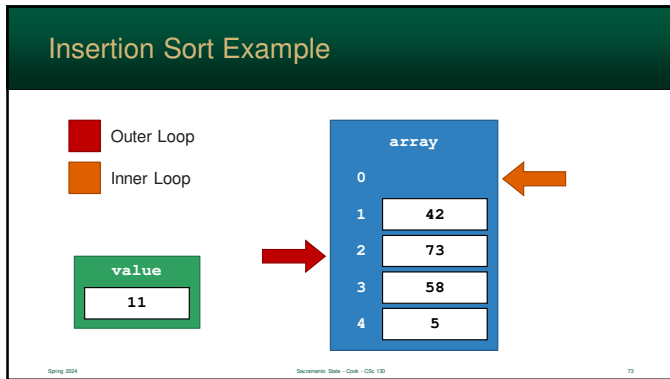 Insertion Sort Example
Outer Loop
Inner Loop
array
0
1 42
2 73
3 58
4 5
value
11
Spring 2024 Sacramento State - Cook - CSc 130 73